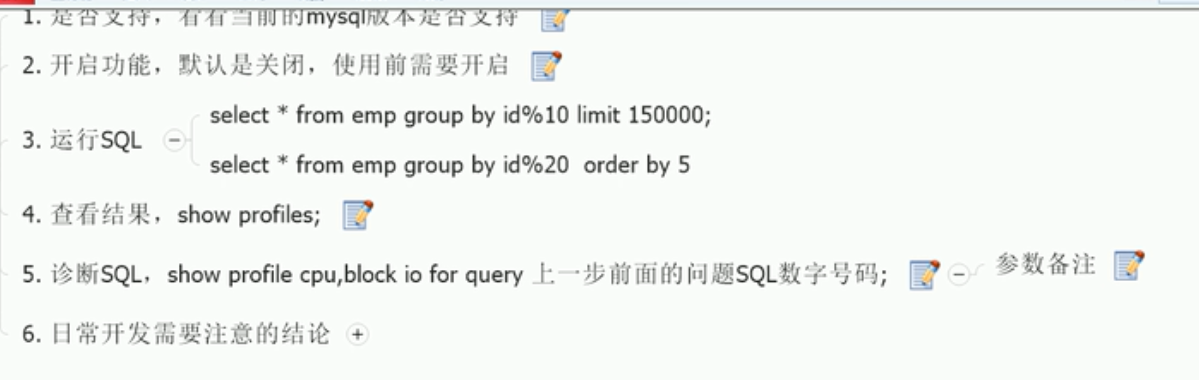 1. 是否支持，看看当前的mysql版本是否支持
2. 开启功能，默认是关闭，使用前需要开启
3. 运行SQL
select * from emp group by id%10 limit 150000;
select * from emp group by id%20  order by 5
4. 查看结果，show profiles;
5. 诊断SQL，show profile cpu,block io for query 上一步前面的问题SQL数字号码;
参数备注
6. 日常开发需要注意的结论